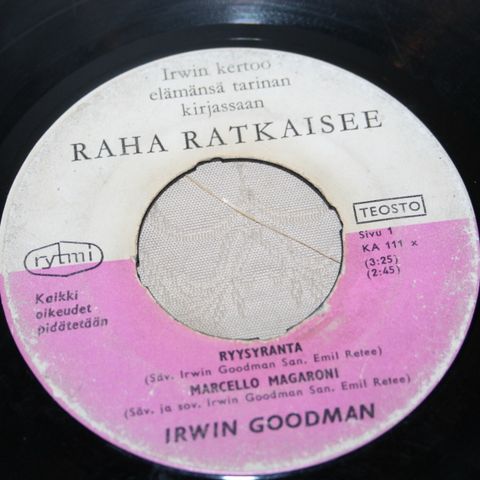 Irwin kertoo
elämänsä tarinan
kirjassaan
RAHA RATKAISEE
TEOSTO
Sivu 1
KA 111 x
(3:25)
(2:45)
rytmi
Kaikki
oikeudet
pidätetään
RYYSYRANTA
(Säv. Irwin Goodman San. Emil Retee)
MARCELLO MAGARONI
(Säv. ja sov. Irwin Goodman San. Emil Retee)
IRWIN GOODMAN